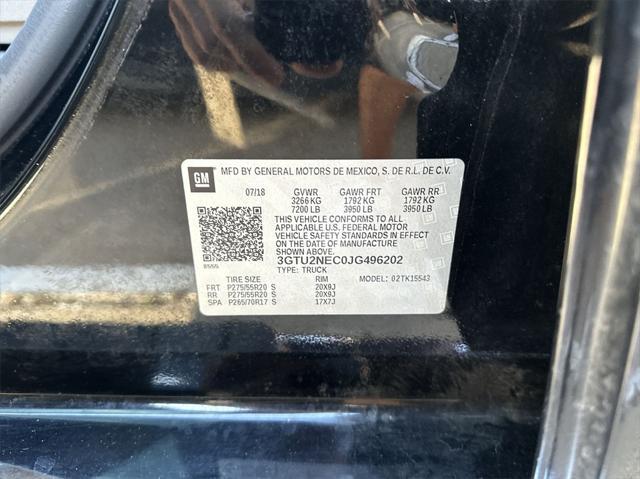 GM
MFD BY GENERAL MOTORS DE MEXICO, S. DE R.L. DE C.V.
07/18 GVWR GAWR FRT GAWR RR
3266 KG 1792 KG 1792 KG
7200 LB 3950 LB 3950 LB
THIS VEHICLE CONFORMS TO ALL
APPLICABLE U.S. FEDERAL MOTOR
VEHICLE SAFETY STANDARDS IN EFFECT ON THE
DATE OF MANUFACTURE SHOWN ABOVE.
3GTU2NEC0JG496202
TYPE: TRUCK
TIRE SIZE RIM MODEL: 02TK15543
FRT P275/55R20 S 20X9J
RR P275/55R20 S 20X9J
SPA P265/70R17 S 17X7J